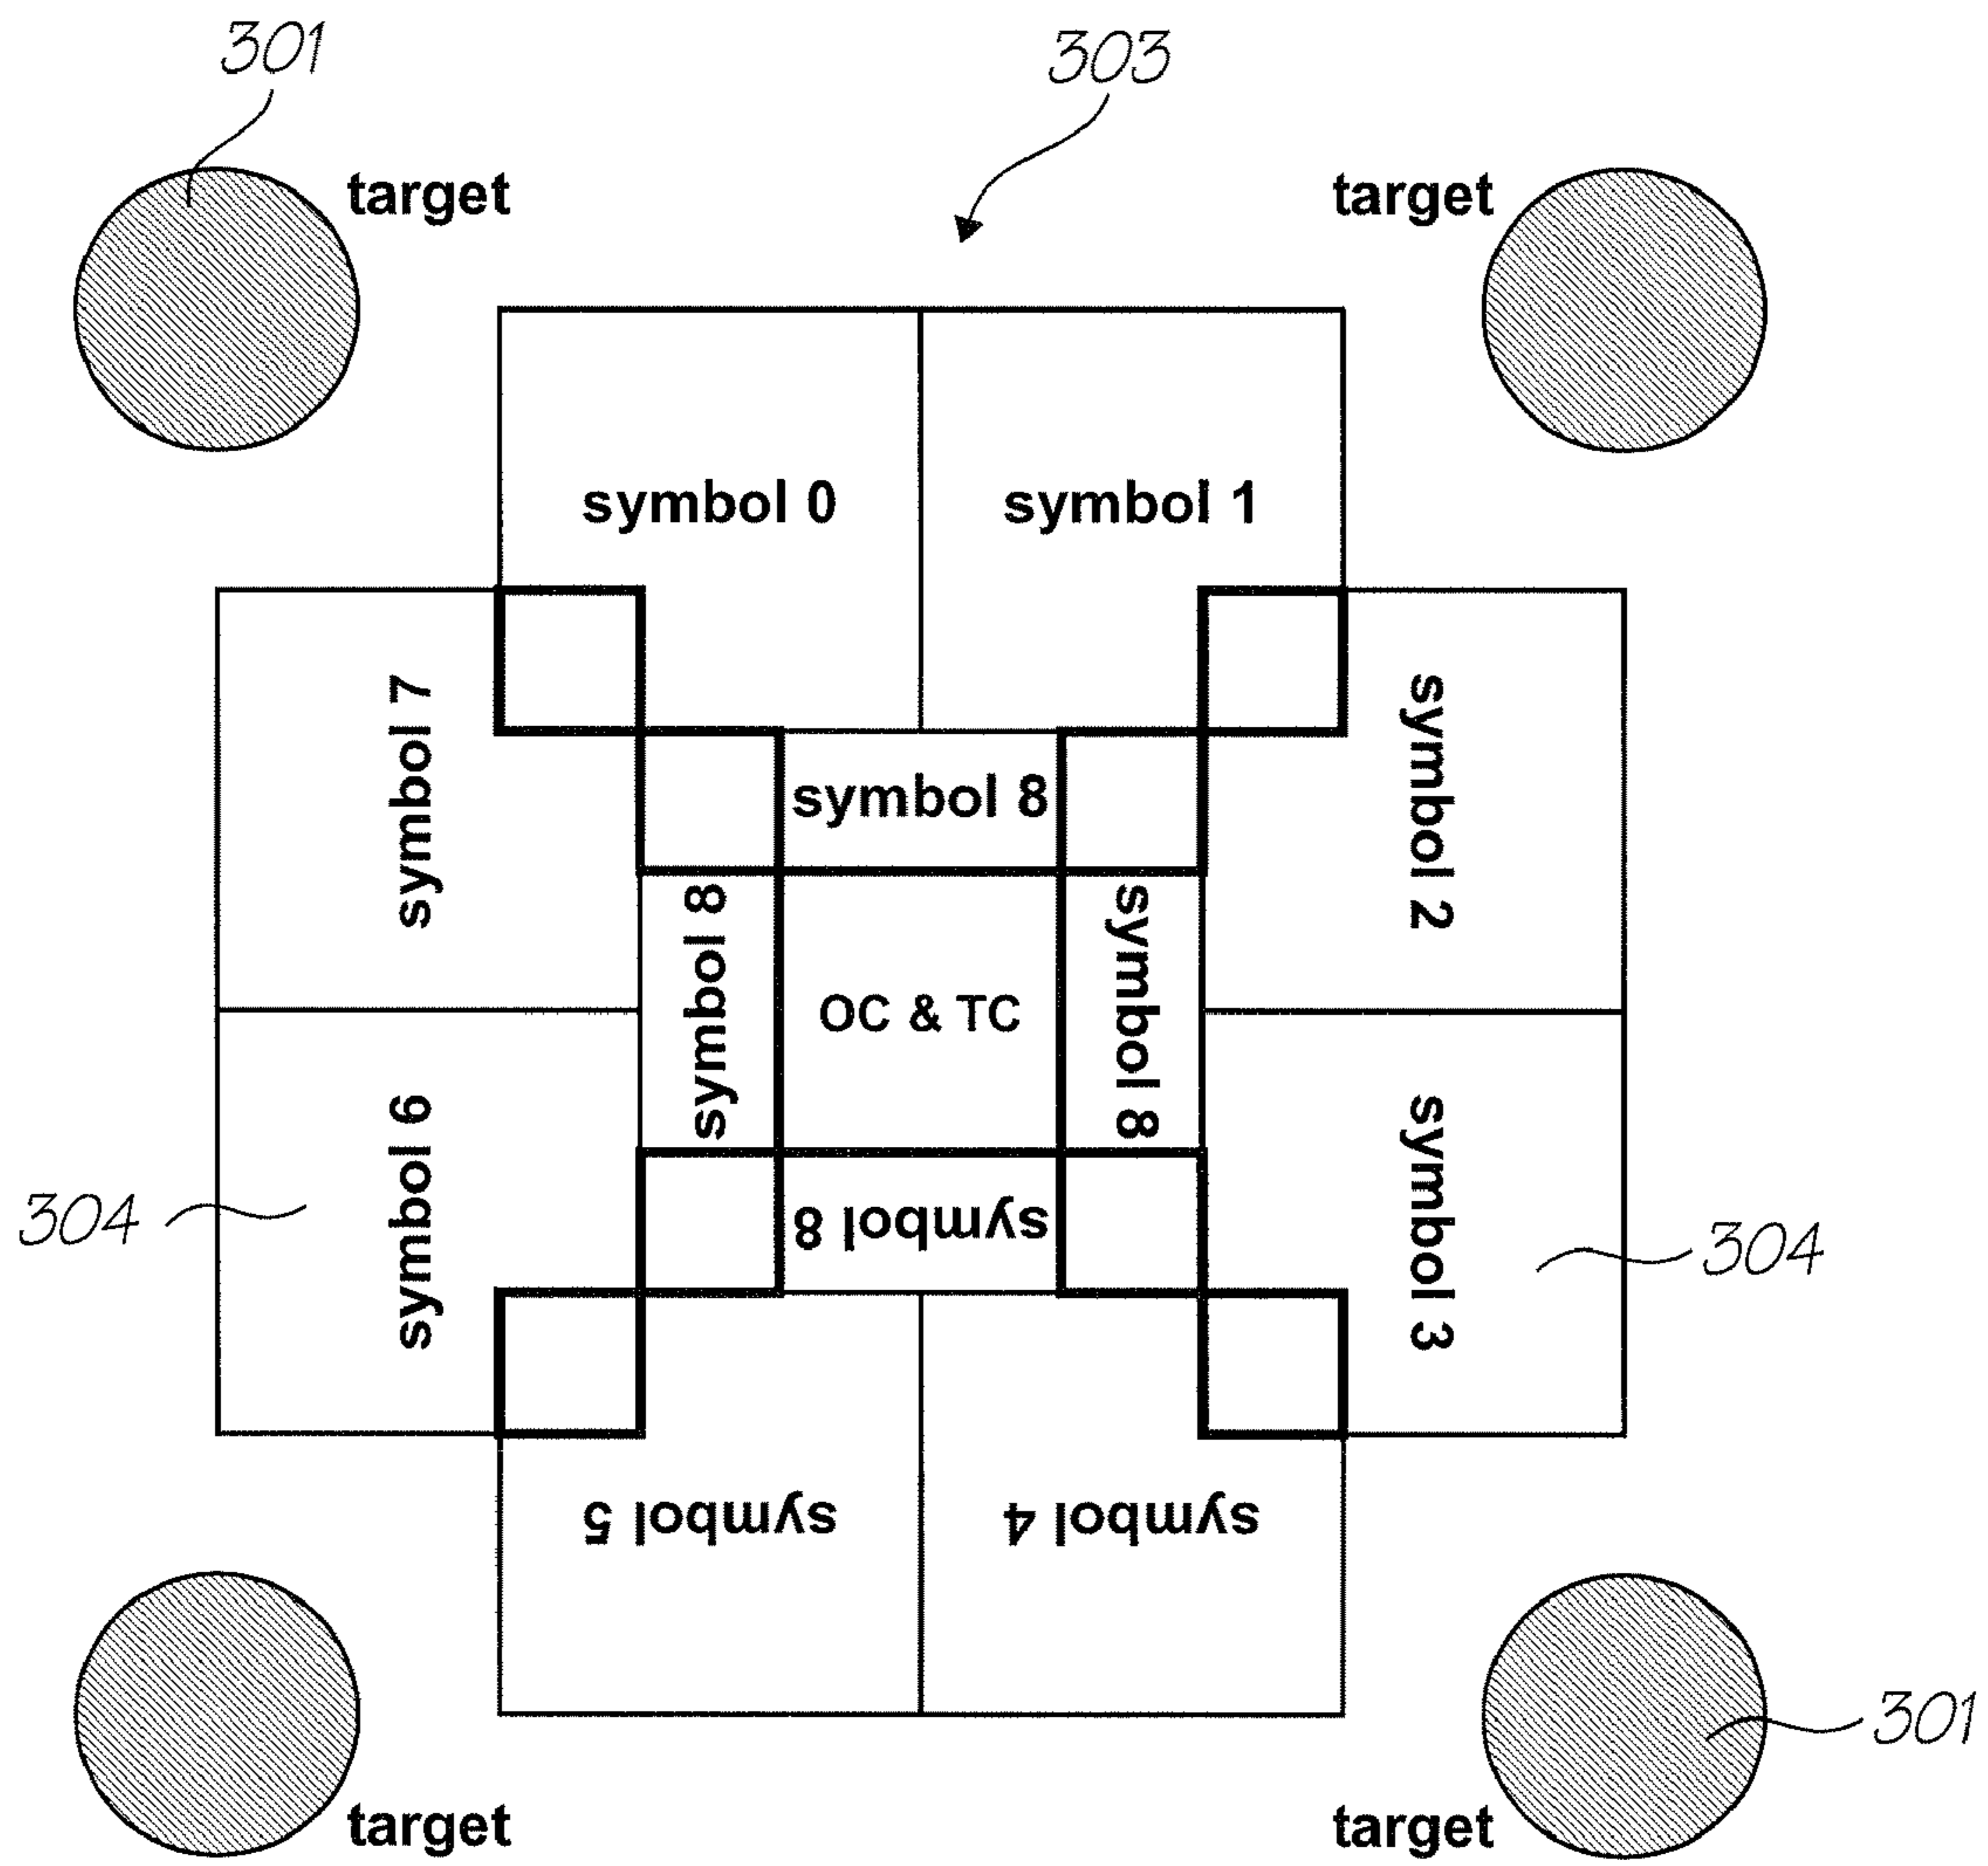 301
303
target
target
symbol 0
symbol 1
symbol 7
symbol 2
symbol 8
symbol 8
OC & TC
symbol 8
symbol 6
symbol 3
304
symbol 8
304
symbol 5
symbol 4
301
target
target